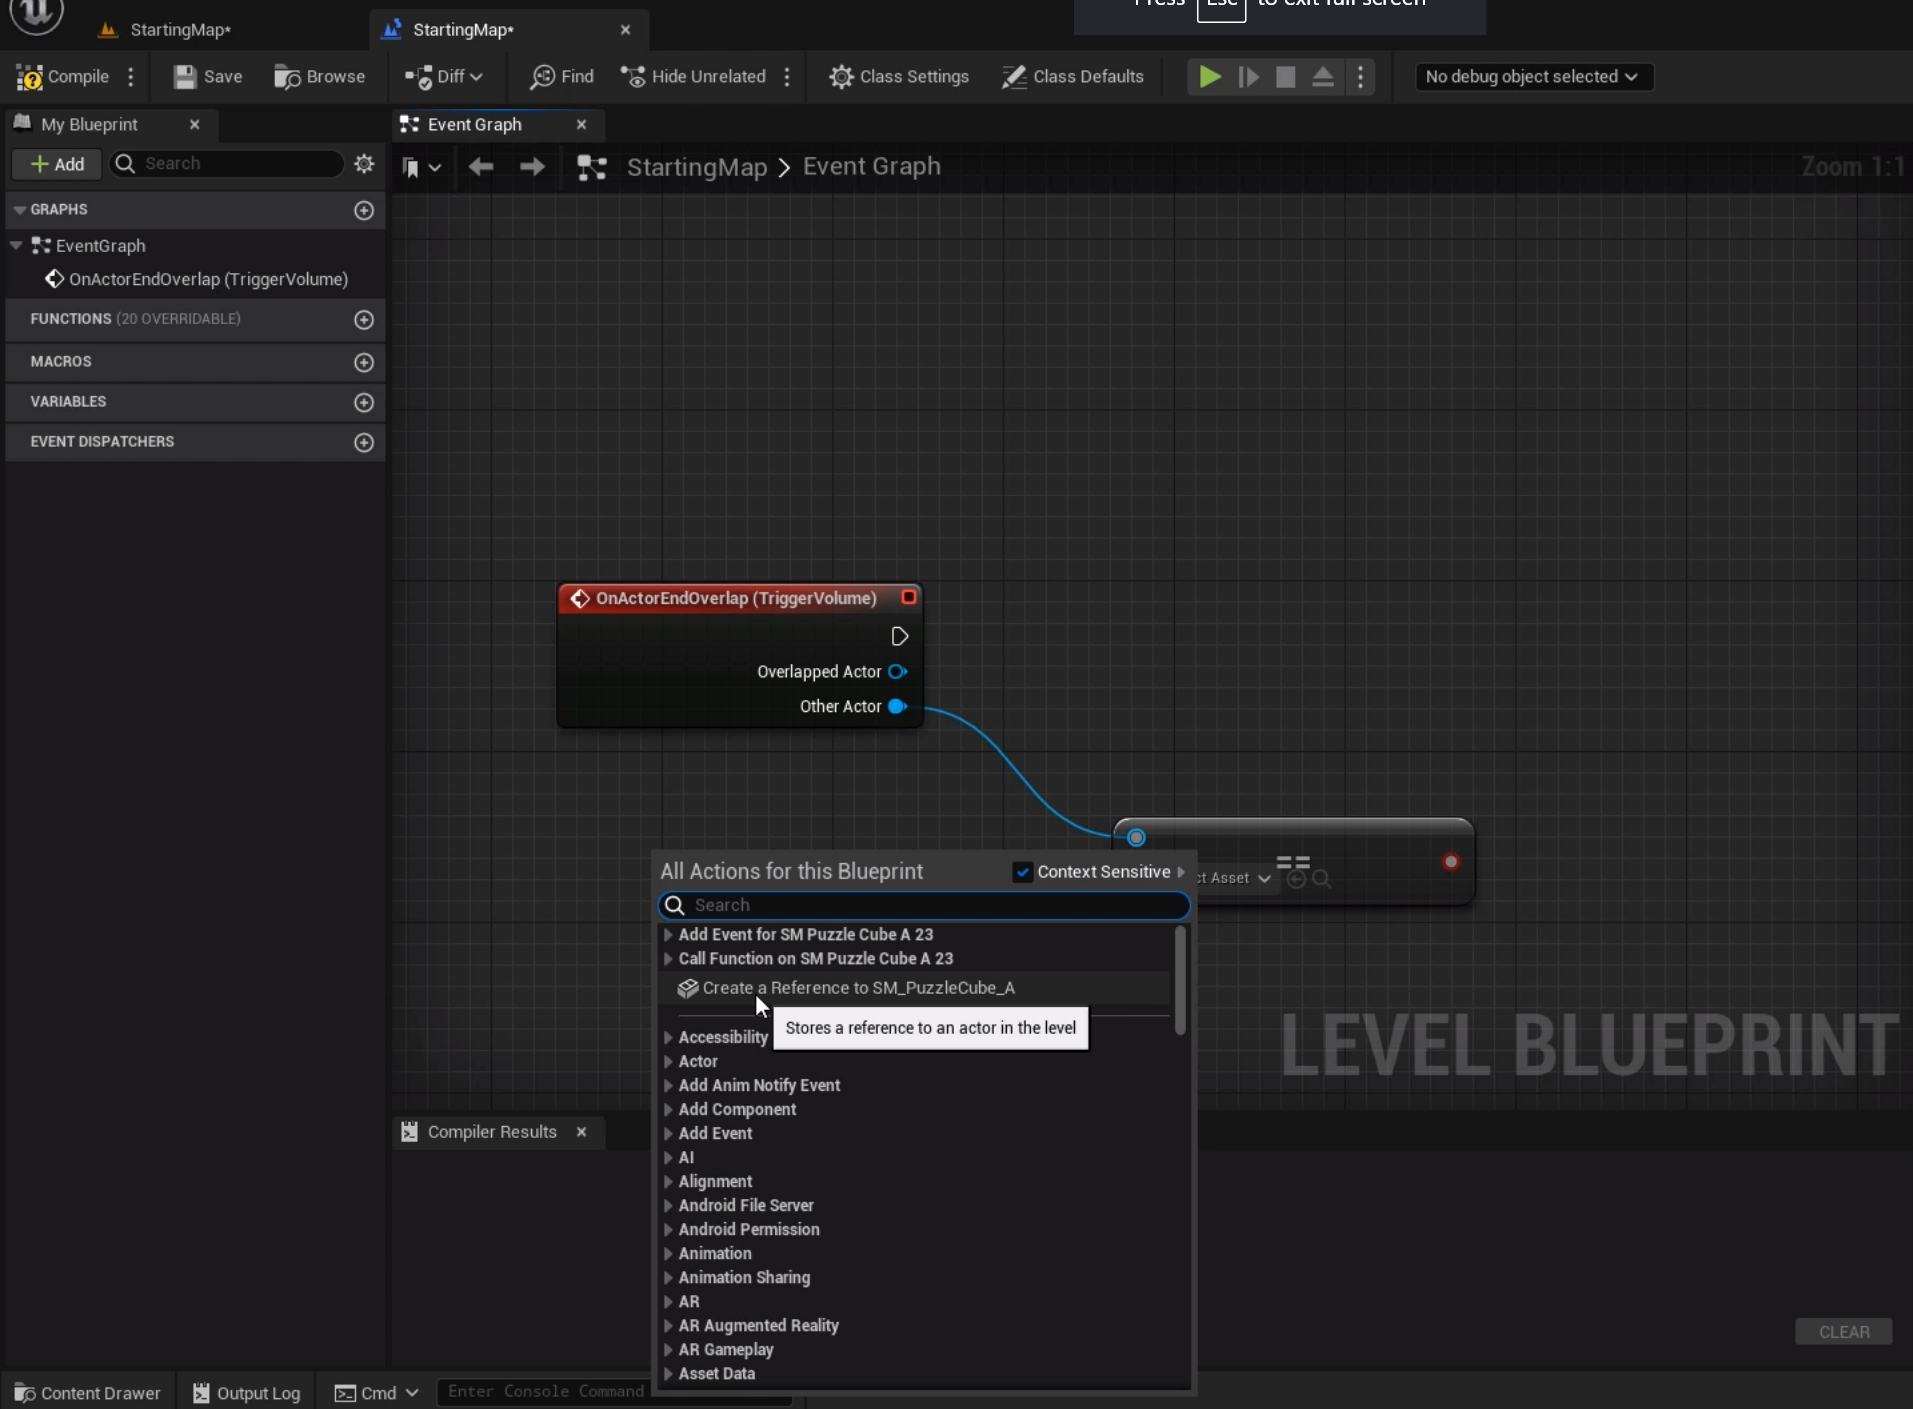 Press Esc to exit full screen
StartingMap*
StartingMap*
Compile
Save
Browse
Diff
Find
Hide Unrelated
Class Settings
Class Defaults
No debug object selected
My Blueprint
Event Graph
Add
Search
StartingMap > Event Graph
Zoom 1:1
GRAPHS
EventGraph
OnActorEndOverlap (TriggerVolume)
FUNCTIONS (20 OVERRIDABLE)
MACROS
VARIABLES
EVENT DISPATCHERS
OnActorEndOverlap (TriggerVolume)
Overlapped Actor
Other Actor
==
ct Asset
All Actions for this Blueprint
Context Sensitive
Search
Add Event for SM Puzzle Cube A 23
Call Function on SM Puzzle Cube A 23
Create a Reference to SM_PuzzleCube_A
Stores a reference to an actor in the level
Accessibility
Actor
Add Anim Notify Event
Add Component
Add Event
AI
Alignment
Android File Server
Android Permission
Animation
Animation Sharing
AR
AR Augmented Reality
AR Gameplay
Asset Data
LEVEL BLUEPRINT
Compiler Results
CLEAR
Content Drawer
Output Log
Cmd
Enter Console Command